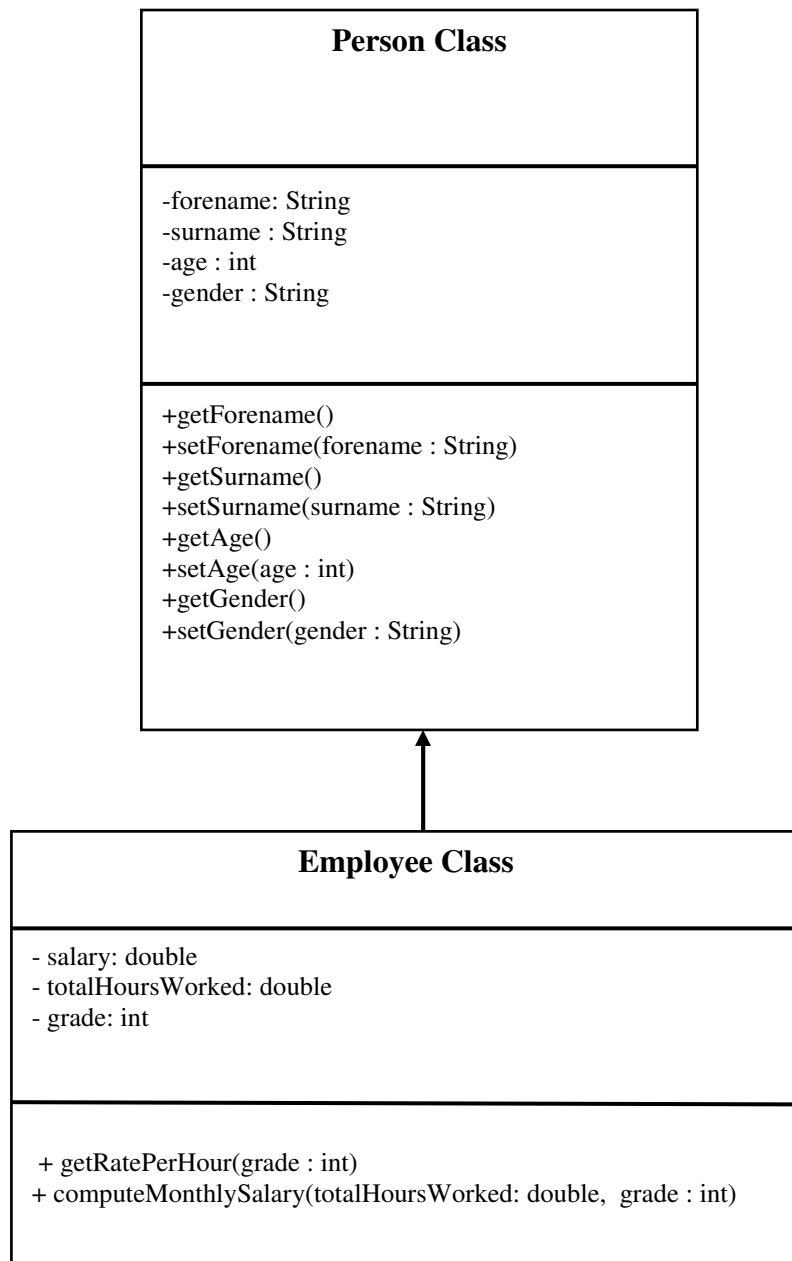 Person Class
-forename: String
-surname : String
-age : int
-gender : String
+getForename()
+setForename(forename : String)
+getSurname()
+setSurname(surname : String)
+getAge()
+setAge(age : int)
+getGender()
+setGender(gender : String)
Employee Class
- salary: double
- totalHoursWorked: double
- grade: int
+ getRatePerHour(grade : int)
+ computeMonthlySalary(totalHoursWorked: double,  grade : int)